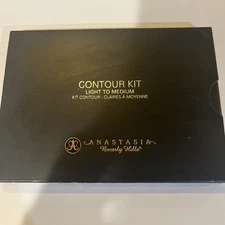 CONTOUR KIT
LIGHT TO MEDIUM
KIT CONTOUR - CLAIRES À MOYENNE
ANASTASIA
Beverly Hills®